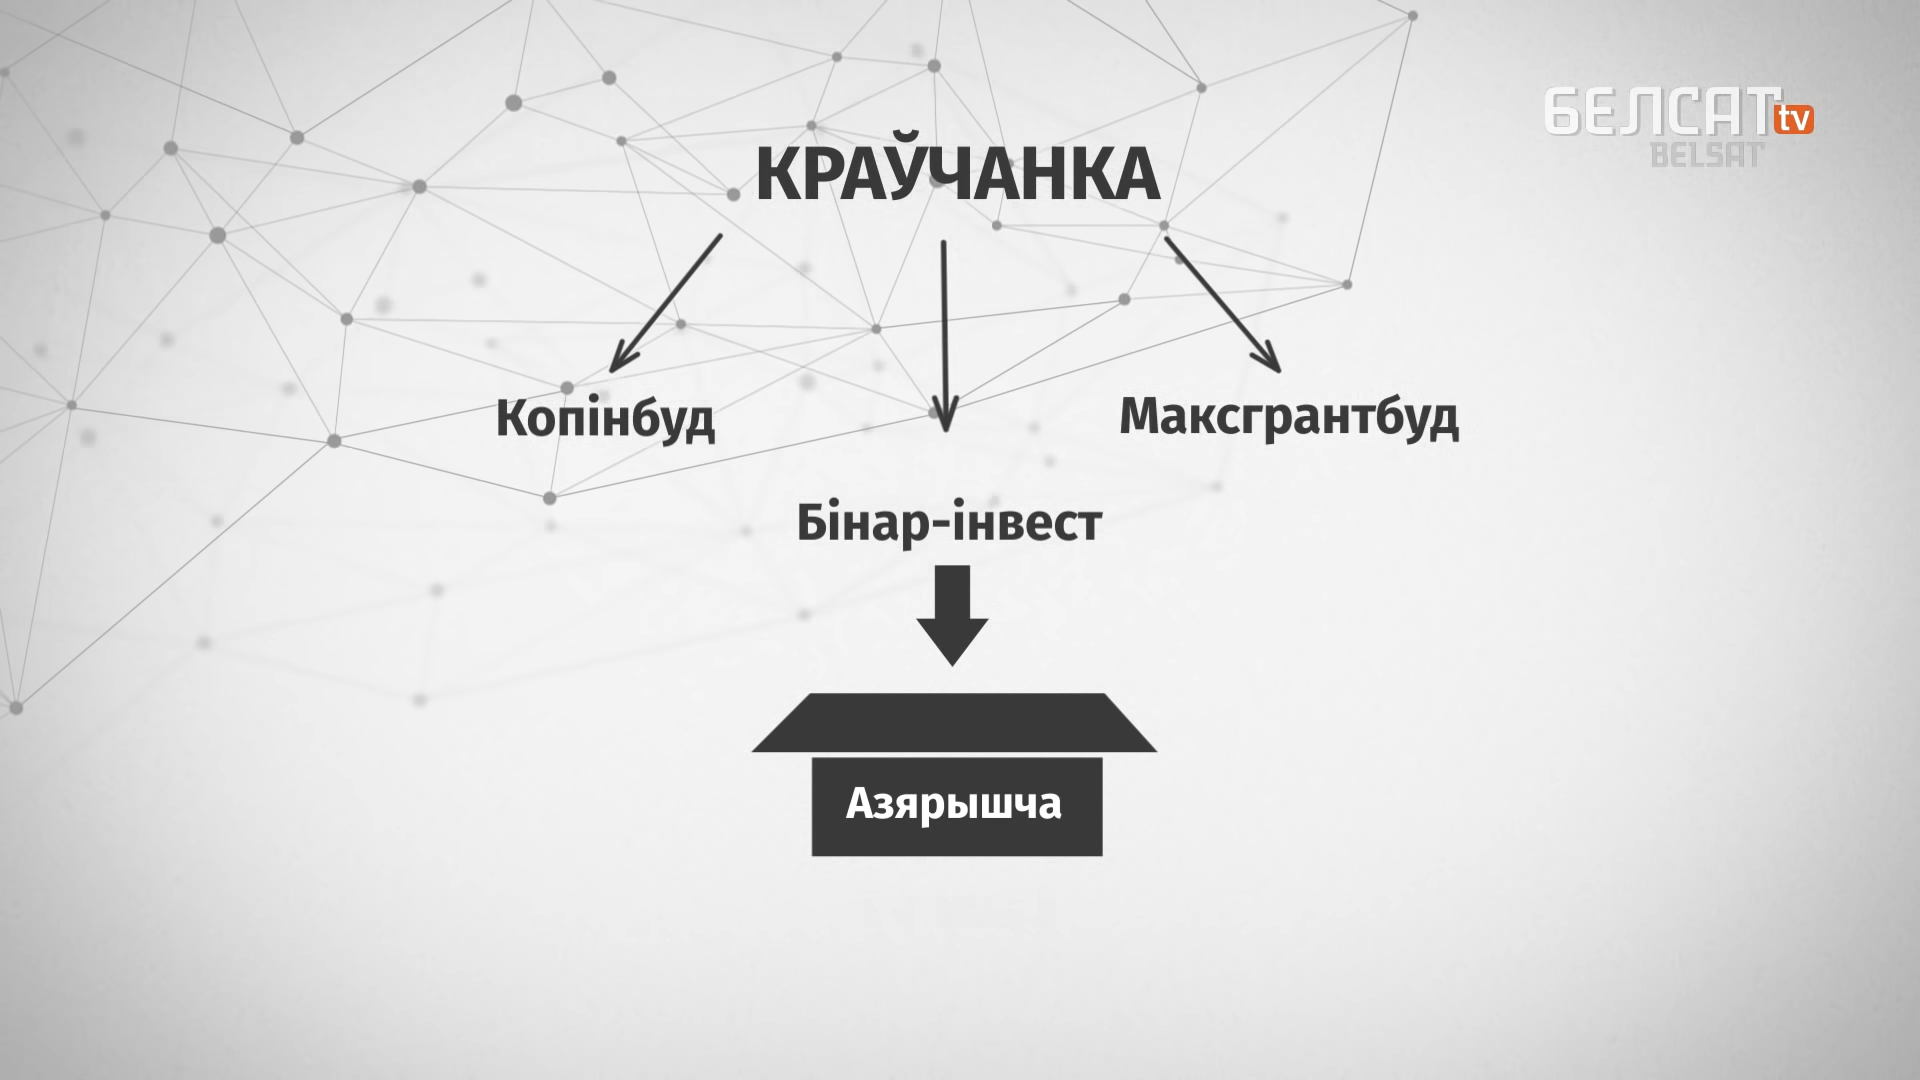 БЕЛСАТ tv
BELSAT
КРАЎЧАНКА
Копінбуд
Максгрантбуд
Бінар-інвест
Азярышча